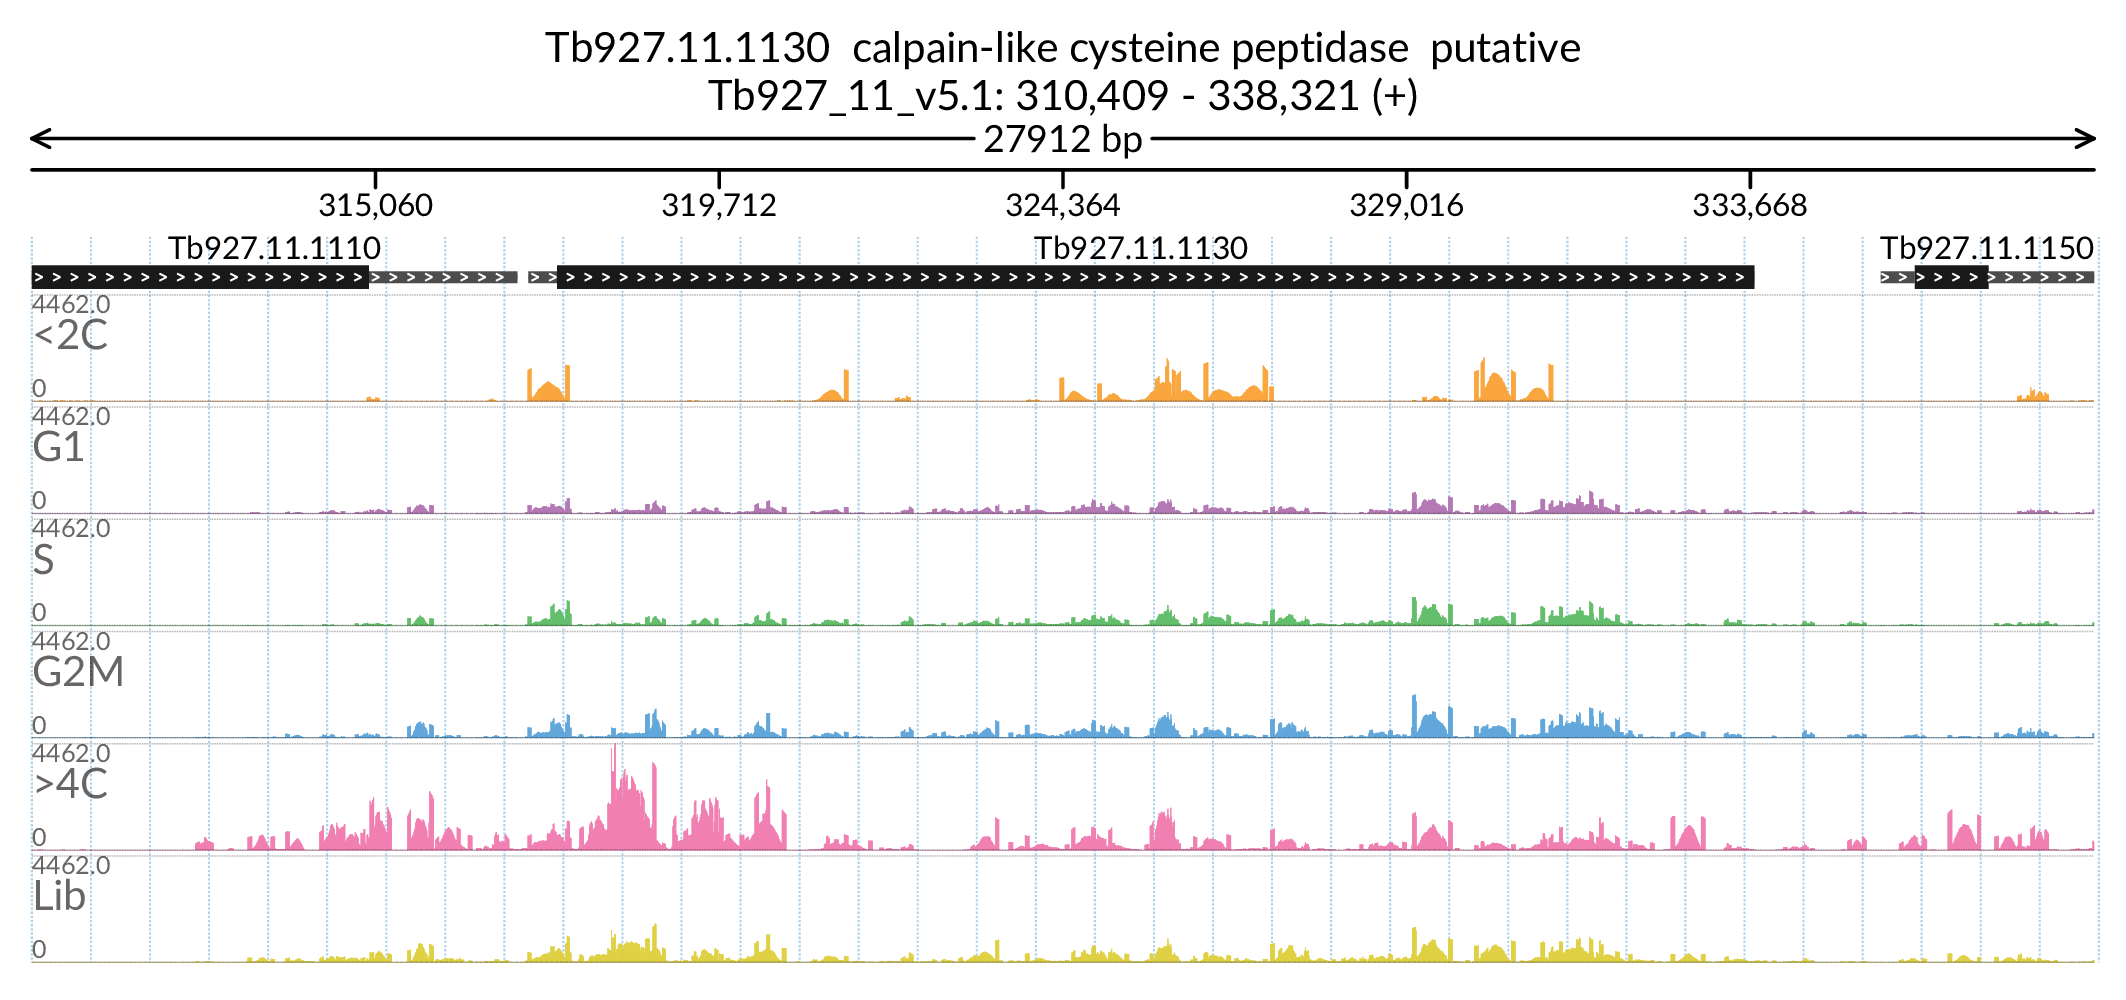 Tb927.11.1130 calpain-like cysteine peptidase putative
Tb927_11_v5.1: 310,409 - 338,321 (+)
27912 bp
315,060 319,712 324,364 329,016 333,668
Tb927.11.1110 Tb927.11.1130 Tb927.11.1150
4462.0
<2C
0
4462.0
G1
0
4462.0
S
0
4462.0
G2M
0
4462.0
>4C
0
4462.0
Lib
0